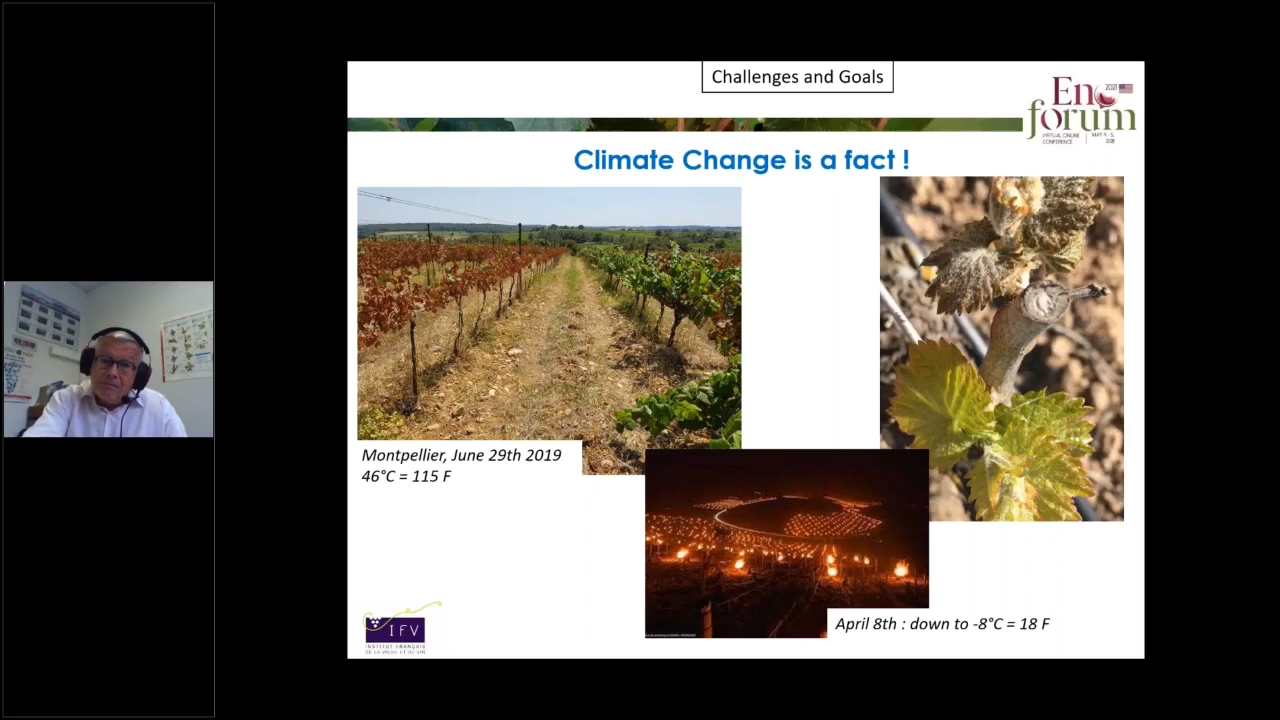 Challenges and Goals
Eno
forum
2021
VIRTUAL ONLINE
CONFERENCE
2021
Climate Change is a fact !
Montpellier, June 29th 2019
46°C = 115 F
April 8th : down to -8°C = 18 F
IFV
INSTITUT FRANÇAIS
DE LA VIGNE ET DU VIN